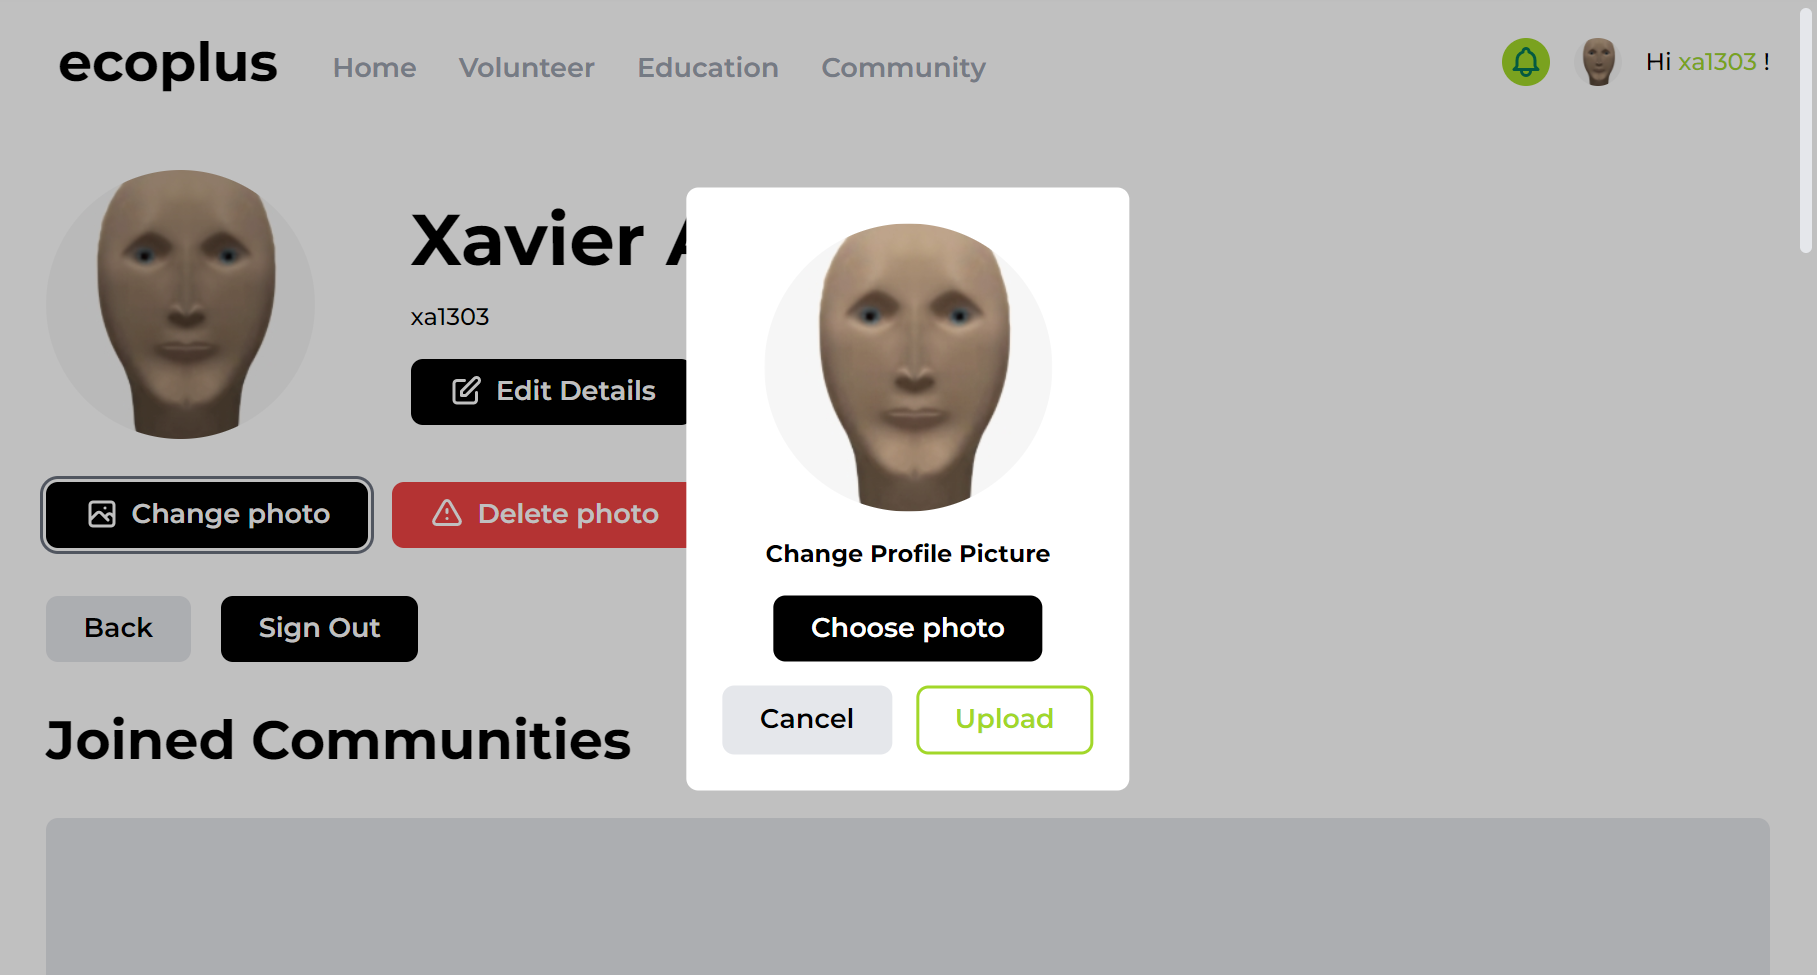 ecoplus
Home Volunteer Education Community
Hi xa1303 !
Xavier
xa1303
Edit Details
Change photo
Delete photo
Back
Sign Out
Change Profile Picture
Choose photo
Cancel
Upload
Joined Communities